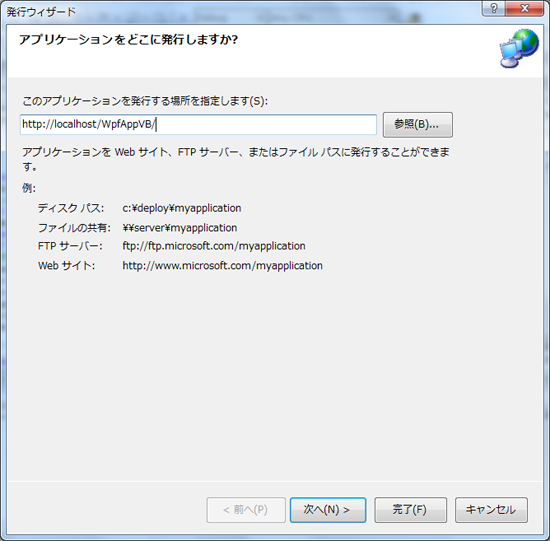 発行ウィザード
アプリケーションをどこに発行しますか?
このアプリケーションを発行する場所を指定します(S):
http://localhost/WpfAppVB/
参照(B)...
アプリケーションを Web サイト、FTP サーバー、またはファイル パスに発行することができま
す。
例:
ディスク パス: c:¥deploy¥myapplication
ファイルの共有: ¥¥server¥myapplication
FTP サーバー: ftp://ftp.microsoft.com/myapplication
Web サイト: http://www.microsoft.com/myapplication
< 前へ(P) 次へ(N) > 完了(F) キャンセル